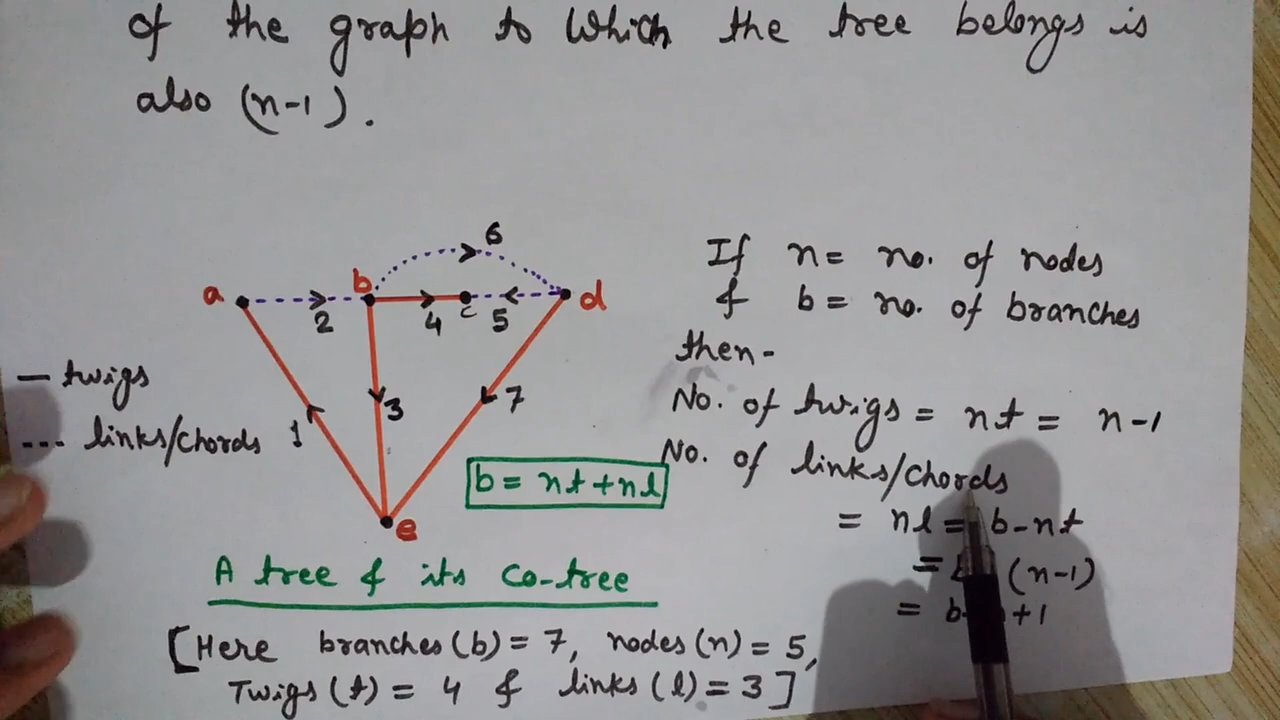 of the graph to which the tree belongs is
also (n-1).
6
a b c d
2 4 5
3 7
1
e
— twigs
--- links/chords
b = nt + nl
A tree & its co-tree
[Here branches (b) = 7, nodes (n) = 5,
Twigs (t) = 4 & links (l) = 3]
If n = no. of nodes
& b = no. of branches
then-
No. of twigs = nt = n-1
No. of links/chords
= nl = b-nt
= (n-1)
= b +1